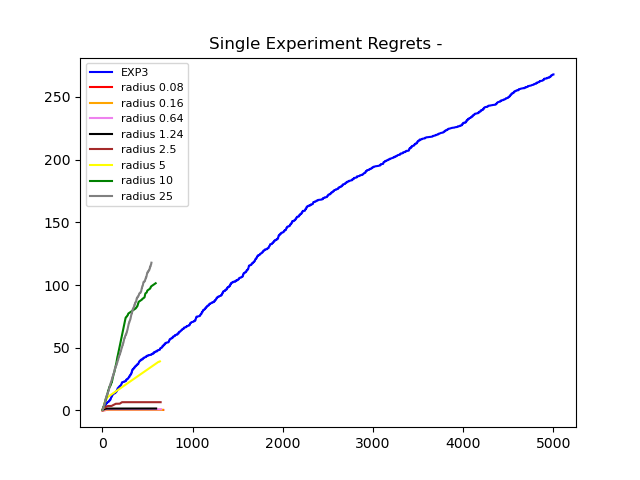 Single Experiment Regrets -
EXP3
radius 0.08
radius 0.16
radius 0.64
radius 1.24
radius 2.5
radius 5
radius 10
radius 25
250
200
150
100
50
0
0 1000 2000 3000 4000 5000